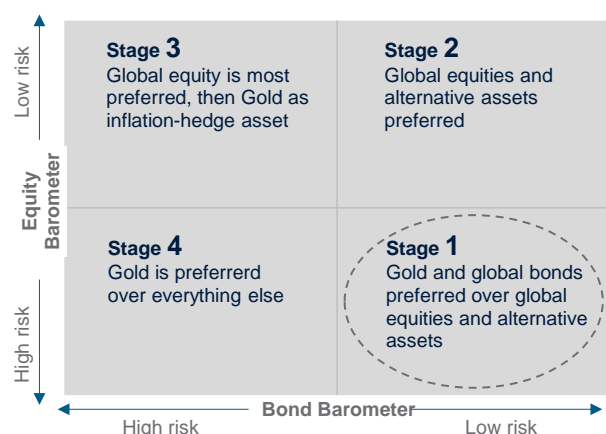 Low risk
Equity
Barometer
High risk
Stage 3
Global equity is most
preferred, then Gold as
inflation-hedge asset
Stage 2
Global equities and
alternative assets
preferred
Stage 4
Gold is preferrerd
over everything else
Stage 1
Gold and global bonds
preferred over global
equities and alternative
assets
Bond Barometer
High risk
Low risk